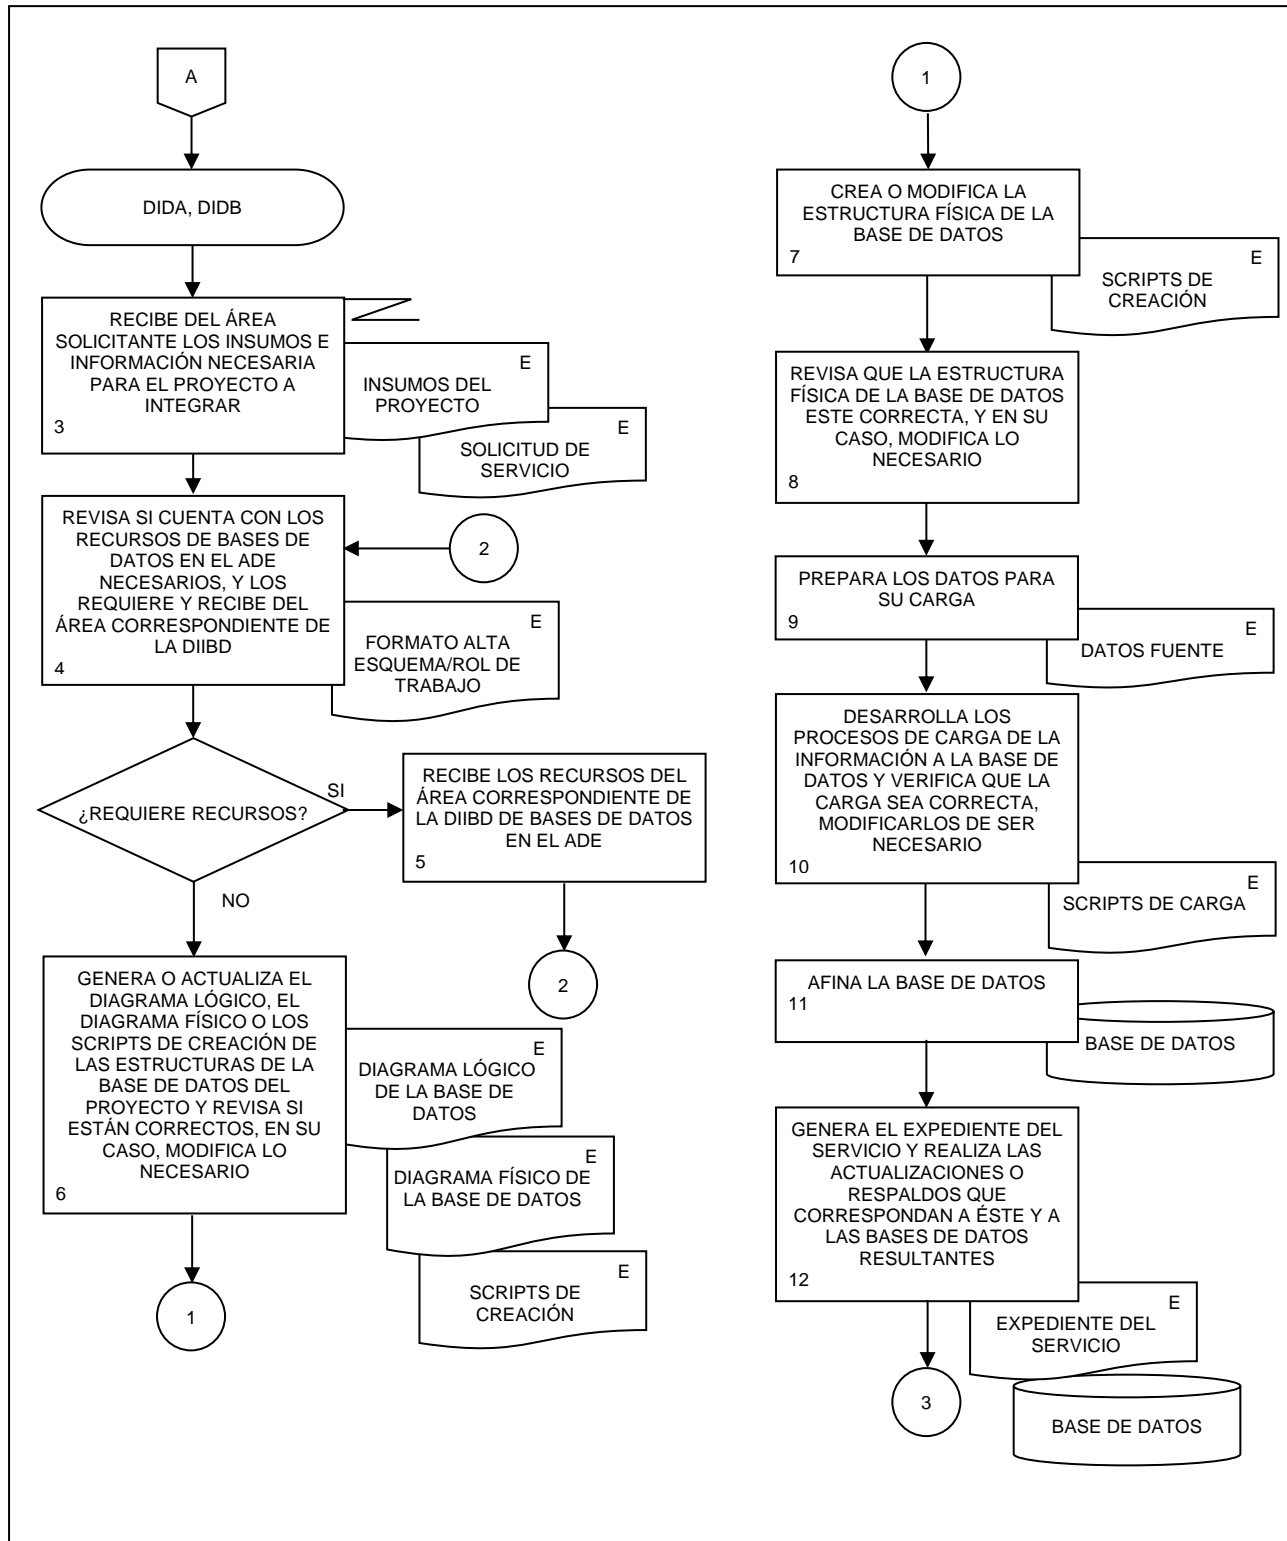 A
DIDA, DIDB
RECIBE DEL ÁREA
SOLICITANTE LOS INSUMOS E
INFORMACIÓN NECESARIA
PARA EL PROYECTO A
INTEGRAR
3
E
INSUMOS DEL
PROYECTO
E
SOLICITUD DE
SERVICIO
REVISA SI CUENTA CON LOS
RECURSOS DE BASES DE
DATOS EN EL ADE
NECESARIOS, Y LOS
REQUIERE Y RECIBE DEL
ÁREA CORRESPONDIENTE DE
LA DIIBD
4
2
E
FORMATO ALTA
ESQUEMA/ROL DE
TRABAJO
¿REQUIERE RECURSOS?
SI
NO
RECIBE LOS RECURSOS DEL
ÁREA CORRESPONDIENTE DE
LA DIIBD DE BASES DE DATOS
EN EL ADE
5
2
GENERA O ACTUALIZA EL
DIAGRAMA LÓGICO, EL
DIAGRAMA FÍSICO O LOS
SCRIPTS DE CREACIÓN DE
LAS ESTRUCTURAS DE LA
BASE DE DATOS DEL
PROYECTO Y REVISA SI
ESTÁN CORRECTOS, EN SU
CASO, MODIFICA LO
NECESARIO
6
E
DIAGRAMA LÓGICO
DE LA BASE DE
DATOS
E
DIAGRAMA FÍSICO DE
LA BASE DE DATOS
E
SCRIPTS DE
CREACIÓN
1
1
CREA O MODIFICA LA
ESTRUCTURA FÍSICA DE LA
BASE DE DATOS
7
E
SCRIPTS DE
CREACIÓN
REVISA QUE LA ESTRUCTURA
FÍSICA DE LA BASE DE DATOS
ESTE CORRECTA, Y EN SU
CASO, MODIFICA LO
NECESARIO
8
PREPARA LOS DATOS PARA
SU CARGA
9
E
DATOS FUENTE
DESARROLLA LOS
PROCESOS DE CARGA DE LA
INFORMACIÓN A LA BASE DE
DATOS Y VERIFICA QUE LA
CARGA SEA CORRECTA,
MODIFICARLOS DE SER
NECESARIO
10
E
SCRIPTS DE CARGA
AFINA LA BASE DE DATOS
11
BASE DE DATOS
GENERA EL EXPEDIENTE DEL
SERVICIO Y REALIZA LAS
ACTUALIZACIONES O
RESPALDOS QUE
CORRESPONDAN A ÉSTE Y A
LAS BASES DE DATOS
RESULTANTES
12
E
EXPEDIENTE DEL
SERVICIO
3
BASE DE DATOS